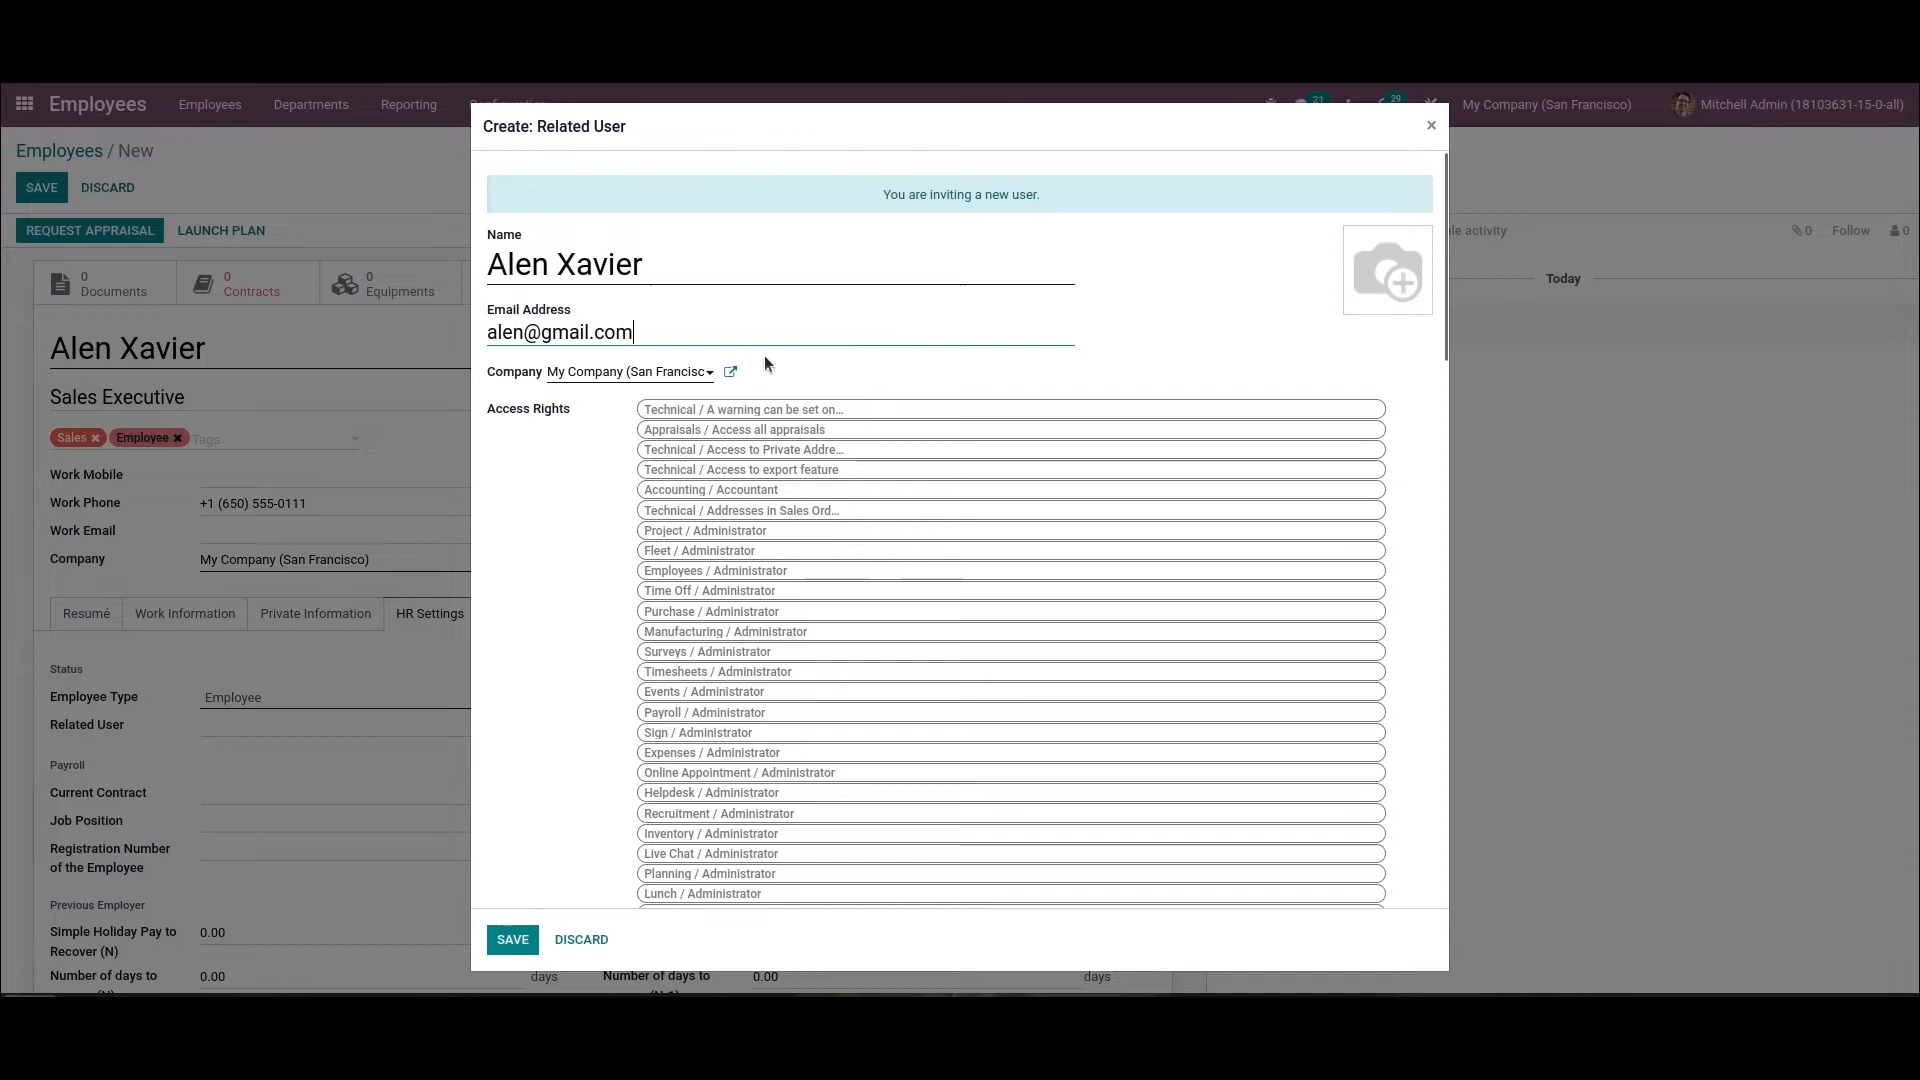 Employees Employees Departments Reporting Configuration 21 29 My Company (San Francisco) Mitchell Admin (18103631-15-0-all)
Employees / New
SAVE DISCARD
REQUEST APPRAISAL LAUNCH PLAN
0 Documents
0 Contracts
0 Equipments
Alen Xavier
Sales Executive
Sales × Employee × Tags
Work Mobile
Work Phone +1 (650) 555-0111
Work Email
Company My Company (San Francisco)
Resumé Work Information Private Information HR Settings
Status
Employee Type Employee
Related User
Payroll
Current Contract
Job Position
Registration Number
of the Employee
Previous Employer
Simple Holiday Pay to 0.00
Recover (N)
Number of days to 0.00 days Number of days to 0.00 days
Create: Related User ×
You are inviting a new user.
Name
Alen Xavier
Email Address
alen@gmail.com
Company My Company (San Francisc
Access Rights
Technical / A warning can be set on...
Appraisals / Access all appraisals
Technical / Access to Private Addre...
Technical / Access to export feature
Accounting / Accountant
Technical / Addresses in Sales Ord...
Project / Administrator
Fleet / Administrator
Employees / Administrator
Time Off / Administrator
Purchase / Administrator
Manufacturing / Administrator
Surveys / Administrator
Timesheets / Administrator
Events / Administrator
Payroll / Administrator
Sign / Administrator
Expenses / Administrator
Online Appointment / Administrator
Helpdesk / Administrator
Recruitment / Administrator
Inventory / Administrator
Live Chat / Administrator
Planning / Administrator
Lunch / Administrator
SAVE DISCARD
activity 0 Follow 0
Today